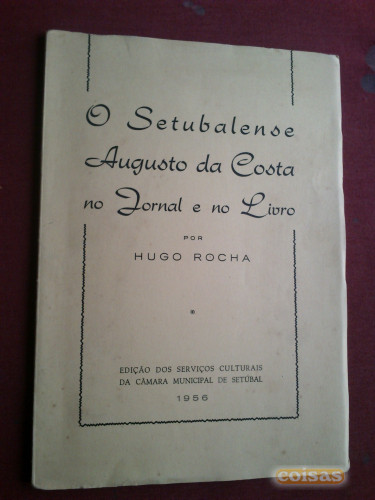 O Setubalense
Augusto da Costa
no Jornal e no Livro
POR
HUGO ROCHA
*
EDIÇÃO DOS SERVIÇOS CULTURAIS
DA CÂMARA MUNICIPAL DE SETÚBAL
1956
coisas